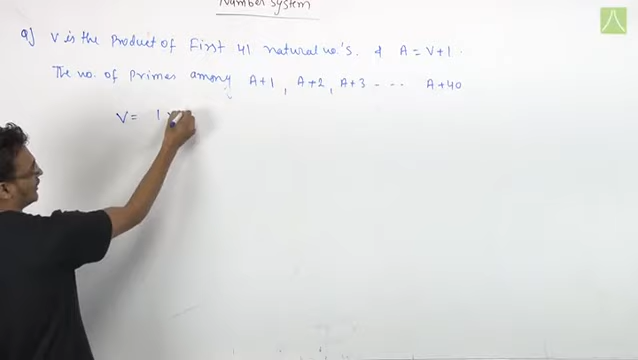 Number System
Q] V is the Product of First 41 natural no's. & A = V+1.
The no. of Primes among A+1, A+2, A+3 - - - - A+40
V = 1 ×